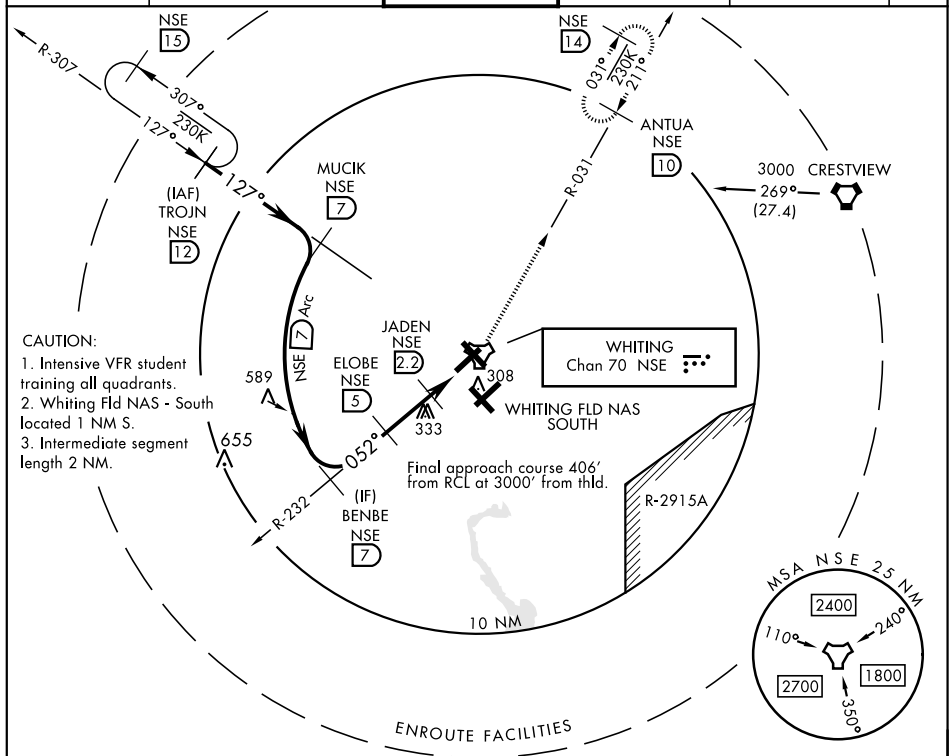 NSE
15
R-307
307°
230K
127°
127°
(IAF)
TROJN
NSE
12
MUCIK
NSE
7
NSE
14
031°
230K
211°
ANTUA
NSE
10
R-031
3000
269°
(27.4)
CRESTVIEW
CAUTION:
1. Intensive VFR student
training all quadrants.
2. Whiting Fld NAS - South
located 1 NM S.
3. Intermediate segment
length 2 NM.
NSE 7 Arc
589
655
JADEN
NSE
2.2
ELOBE
NSE
5
333
052°
R-232
(IF)
BENBE
NSE
7
308
WHITING
Chan 70 NSE
WHITING FLD NAS
SOUTH
Final approach course 406'
from RCL at 3000' from thld.
R-2915A
10 NM
ENROUTE FACILITIES
MSA NSE 25 NM
2400
110°
240°
2700
1800
350°